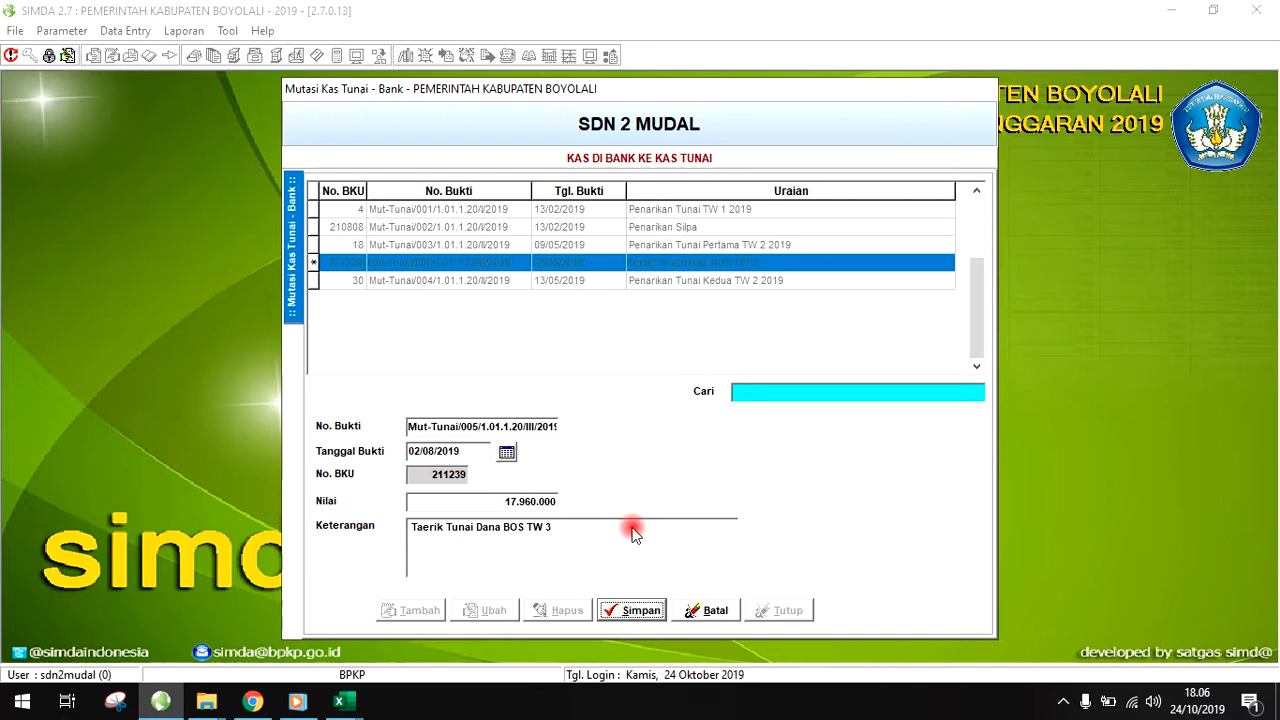 SIMDA 2.7 : PEMERINTAH KABUPATEN BOYOLALI - 2019 - [2.7.0.13]
File Parameter Data Entry Laporan Tool Help
TEN BOYOLALI
NGGARAN 2019
Mutasi Kas Tunai - Bank - PEMERINTAH KABUPATEN BOYOLALI
SDN 2 MUDAL
KAS DI BANK KE KAS TUNAI
:: Mutasi Kas Tunai - Bank ::
No. BKU No. Bukti Tgl. Bukti Uraian
4 Mut-Tunai/001/1.01.1.20/I/2019 13/02/2019 Penarikan Tunai TW 1 2019
210808 Mut-Tunai/002/1.01.1.20/I/2019 13/02/2019 Penarikan Silpa
18 Mut-Tunai/003/1.01.1.20/II/2019 09/05/2019 Penarikan Tunai Pertama TW 2 2019
30 Mut-Tunai/004/1.01.1.20/II/2019 13/05/2019 Penarikan Tunai Kedua TW 2 2019
Cari
No. Bukti Mut-Tunai/005/1.01.1.20/III/2019
Tanggal Bukti 02/08/2019
No. BKU 211239
Nilai 17.960.000
Keterangan Taerik Tunai Dana BOS TW 3
Tambah Ubah Hapus Simpan Batal Tutup
simd
@simdaindonesia simda@bpkp.go.id developed by satgas simd@
User : sdn2mudal (0) BPKP Tgl. Login : Kamis, 24 Oktober 2019
18.06
24/10/2019
1